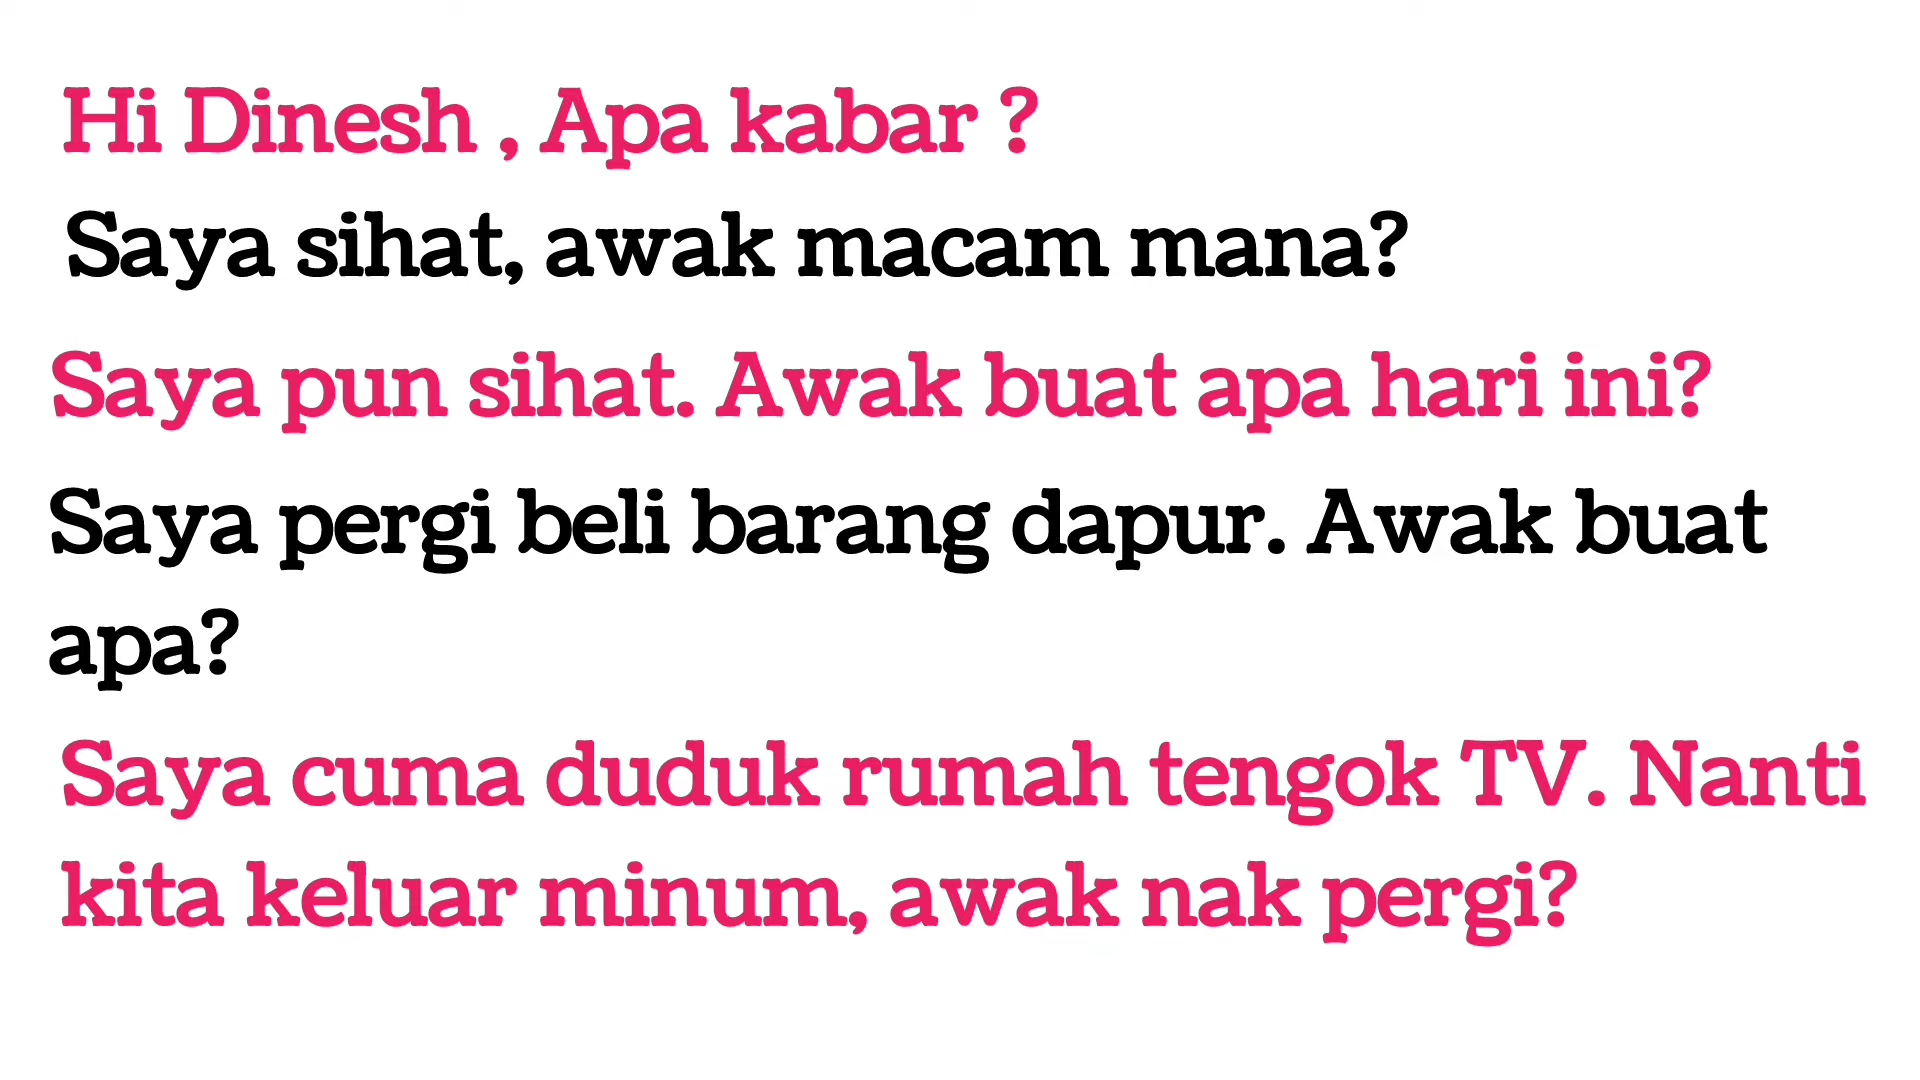 Hi Dinesh , Apa kabar ?
Saya sihat, awak macam mana?
Saya pun sihat. Awak buat apa hari ini?
Saya pergi beli barang dapur. Awak buat
apa?
Saya cuma duduk rumah tengok TV. Nanti
kita keluar minum, awak nak pergi?